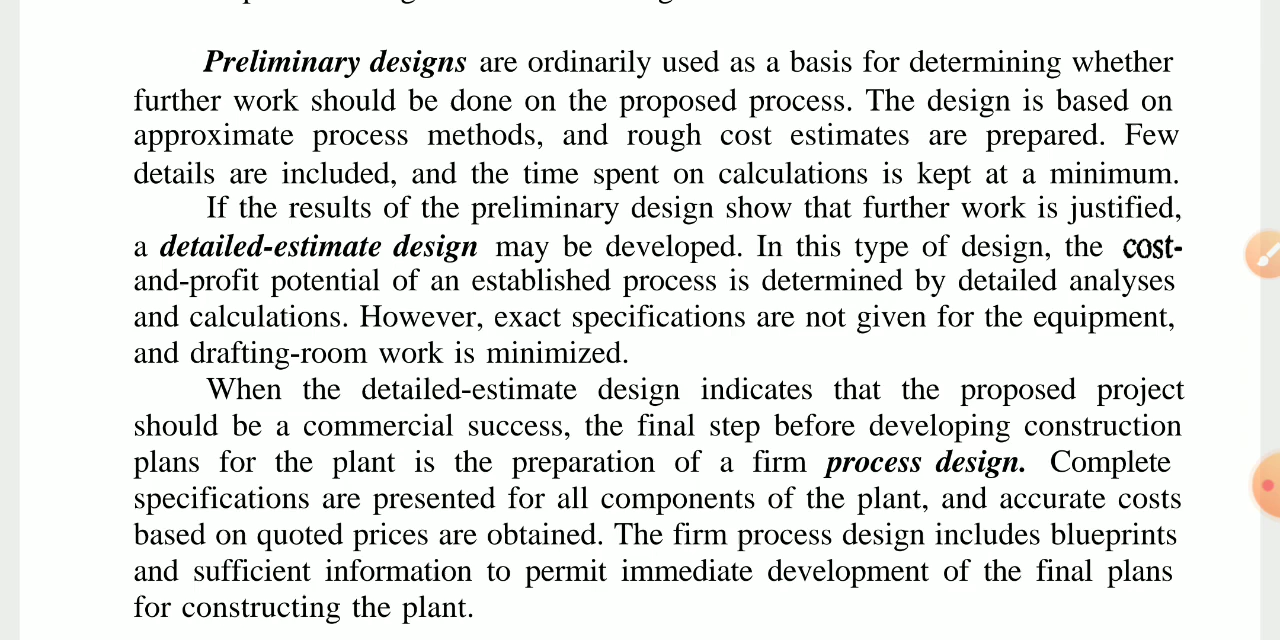 Preliminary designs are ordinarily used as a basis for determining whether
further work should be done on the proposed process. The design is based on
approximate process methods, and rough cost estimates are prepared. Few
details are included, and the time spent on calculations is kept at a minimum.
If the results of the preliminary design show that further work is justified,
a detailed-estimate design may be developed. In this type of design, the cost-
and-profit potential of an established process is determined by detailed analyses
and calculations. However, exact specifications are not given for the equipment,
and drafting-room work is minimized.
When the detailed-estimate design indicates that the proposed project
should be a commercial success, the final step before developing construction
plans for the plant is the preparation of a firm process design. Complete
specifications are presented for all components of the plant, and accurate costs
based on quoted prices are obtained. The firm process design includes blueprints
and sufficient information to permit immediate development of the final plans
for constructing the plant.